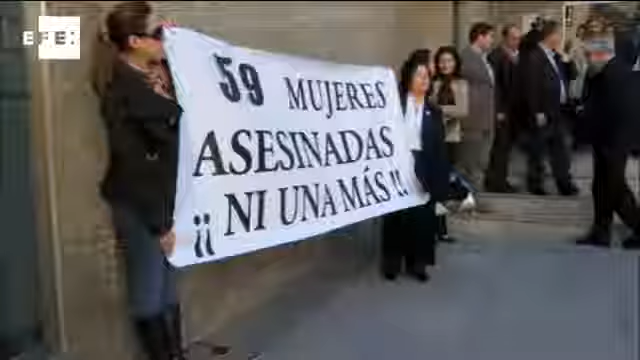 EFE:
59 MUJERES
ASESINADAS
¡¡ NI UNA MÁS !!